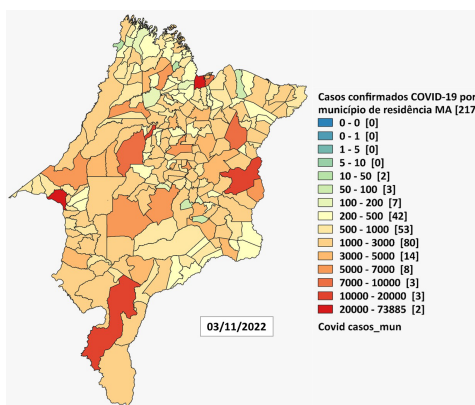 Casos confirmados COVID-19 por
município de residência MA [217
0 - 0 [0]
0 - 1 [0]
1 - 5 [0]
5 - 10 [0]
10 - 50 [2]
50 - 100 [3]
100 - 200 [7]
200 - 500 [42]
500 - 1000 [53]
1000 - 3000 [80]
3000 - 5000 [14]
5000 - 7000 [8]
7000 - 10000 [3]
10000 - 20000 [3]
20000 - 73885 [2]
Covid casos_mun
03/11/2022